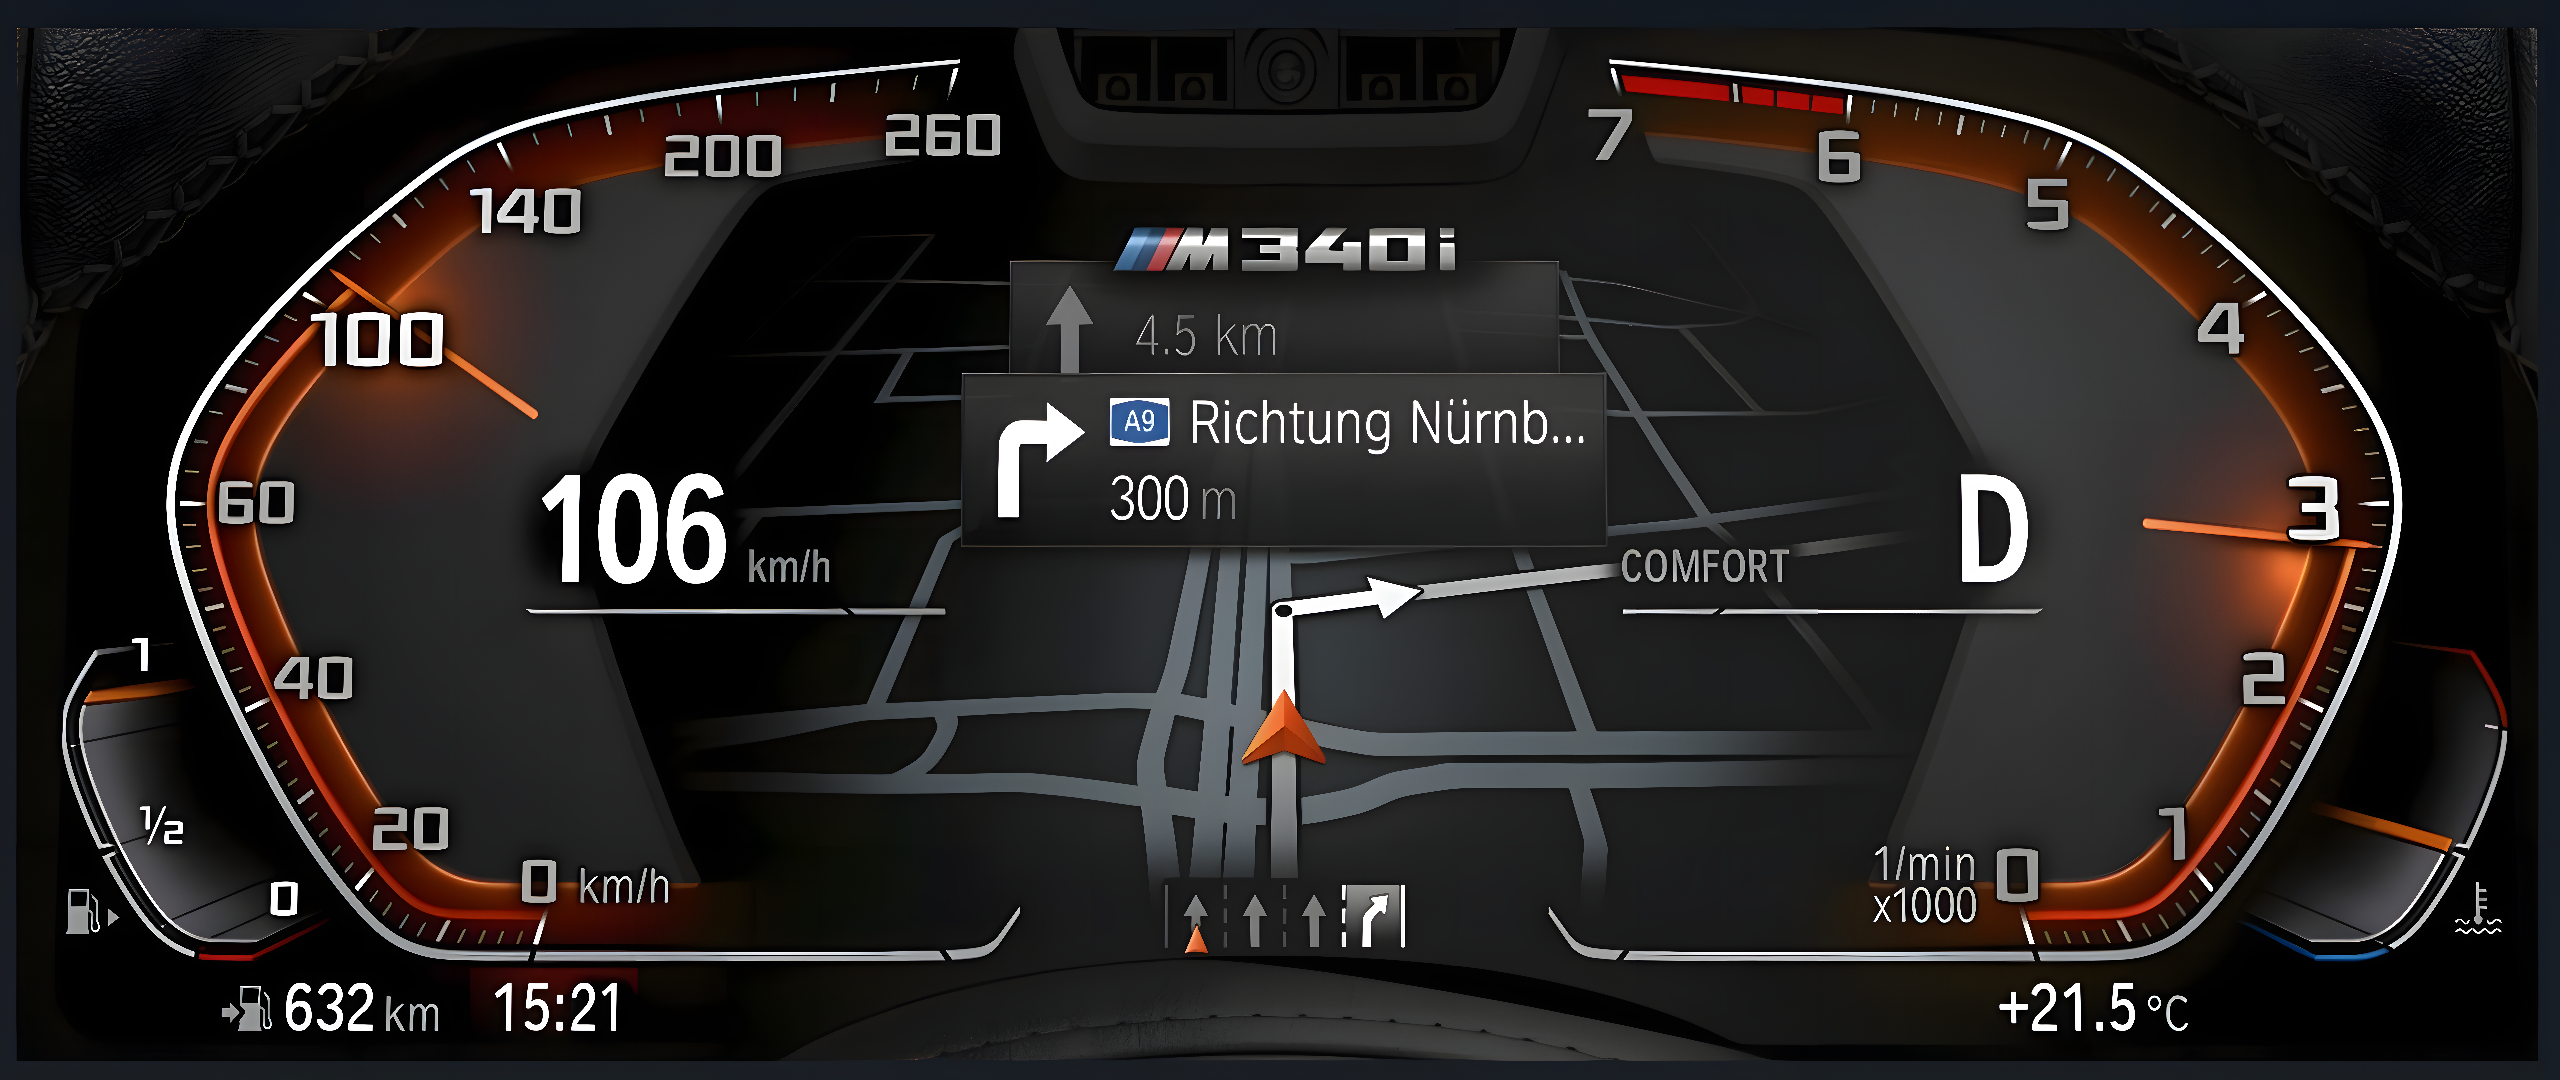 260
200
140
100
60
40
20
0 km/h
106 km/h
M340i
4.5 km
A9 Richtung Nürnb...
300 m
COMFORT
D
7
6
5
4
3
2
1
0
1/min
x1000
1
1/2
0
632 km
15:21
+21.5 °C